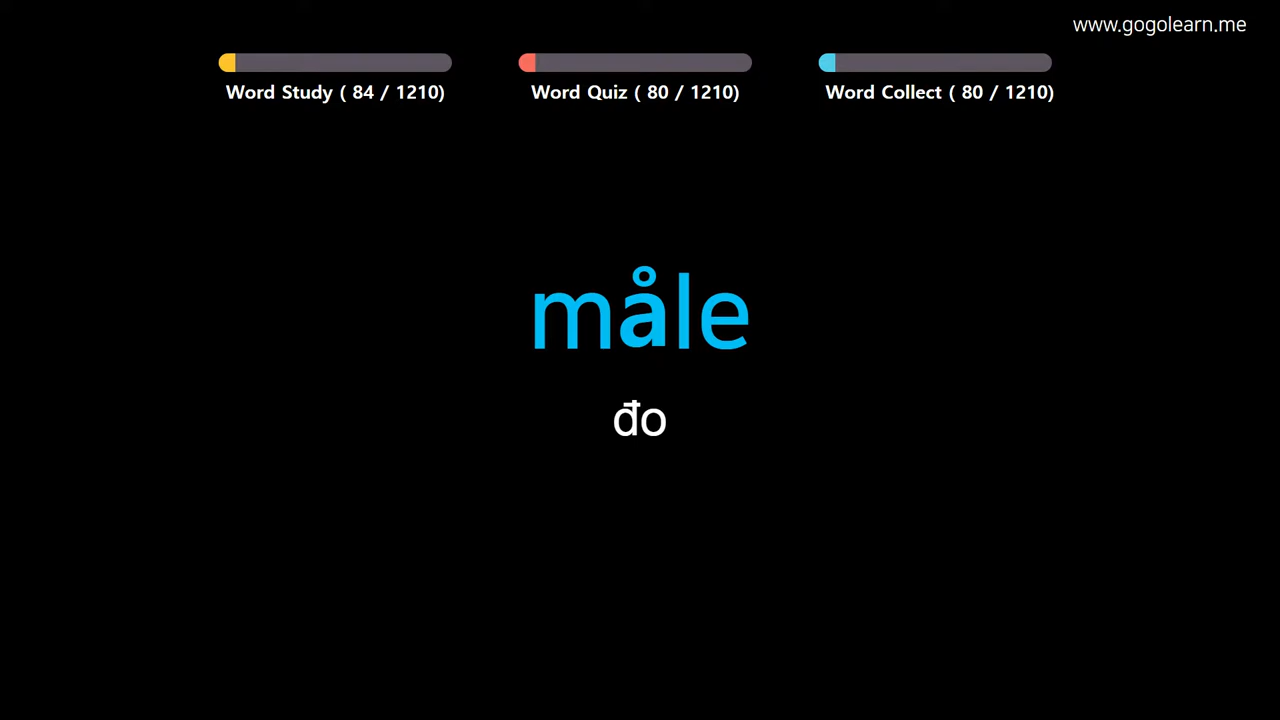 www.gogolearn.me
Word Study ( 84 / 1210)
Word Quiz ( 80 / 1210)
Word Collect ( 80 / 1210)
måle
đo